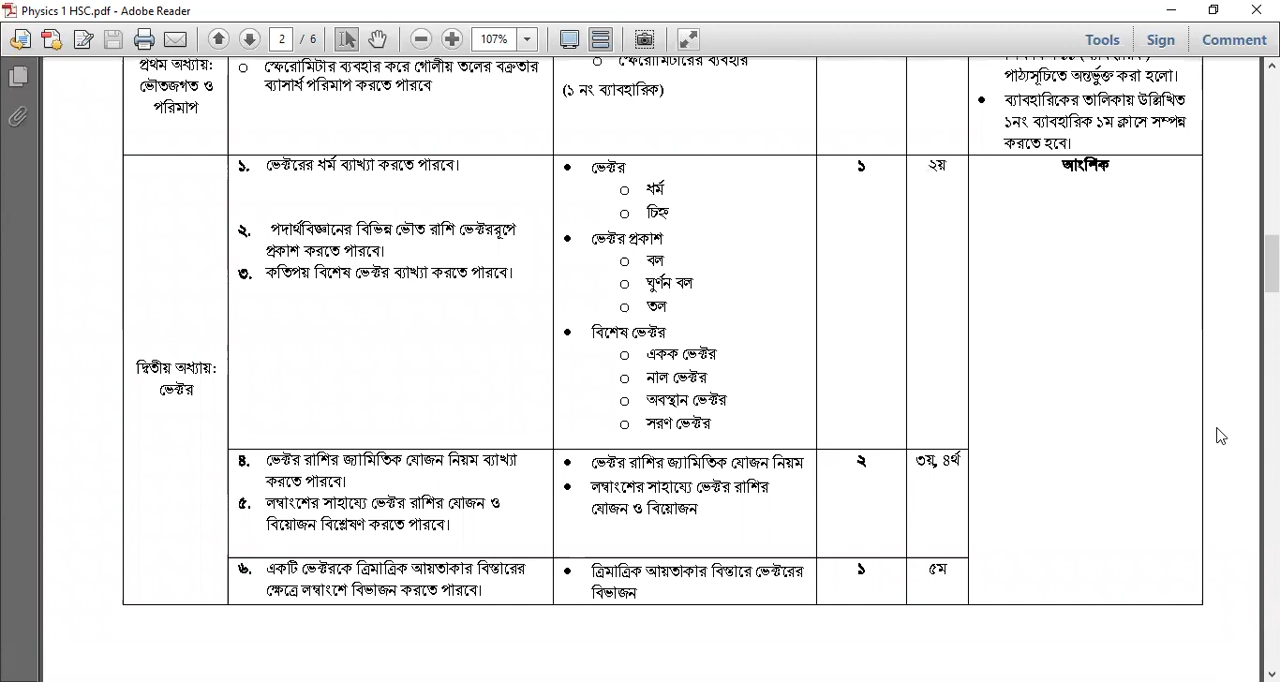 Physics 1 HSC.pdf - Adobe Reader
2 / 6
107%
Tools
Sign
Comment
প্রথম অধ্যায়:
ভৌতজগত ও
পরিমাপ
o স্ফেরোমিটার ব্যবহার করে গোলীয় তলের বক্রতার
ব্যাসার্ধ পরিমাপ করতে পারবে
o স্ফেরোমিটারের ব্যবহার
(১ নং ব্যাবহারিক)
পাঠ্যসূচিতে অন্তর্ভুক্ত করা হলো।
• ব্যাবহারিকের তালিকায় উল্লিখিত
১নং ব্যাবহারিক ১ম ক্লাসে সম্পন্ন
করতে হবে।
দ্বিতীয় অধ্যায়:
ভেক্টর
১. ভেক্টরের ধর্ম ব্যাখ্যা করতে পারবে।
২. পদার্থবিজ্ঞানের বিভিন্ন ভৌত রাশি ভেক্টররূপে
প্রকাশ করতে পারবে।
৩. কতিপয় বিশেষ ভেক্টর ব্যাখ্যা করতে পারবে।
• ভেক্টর
o ধর্ম
o চিহ্ন
• ভেক্টর প্রকাশ
o বল
o ঘুর্ণন বল
o তল
• বিশেষ ভেক্টর
o একক ভেক্টর
o নাল ভেক্টর
o অবস্থান ভেক্টর
o সরণ ভেক্টর
১
২য়
আংশিক
৪. ভেক্টর রাশির জ্যামিতিক যোজন নিয়ম ব্যাখ্যা
করতে পারবে।
৫. লম্বাংশের সাহায্যে ভেক্টর রাশির যোজন ও
বিয়োজন বিশ্লেষণ করতে পারবে।
• ভেক্টর রাশির জ্যামিতিক যোজন নিয়ম
• লম্বাংশের সাহায্যে ভেক্টর রাশির
যোজন ও বিয়োজন
২
৩য়, ৪র্থ
৬. একটি ভেক্টরকে ত্রিমাত্রিক আয়তাকার বিস্তারের
ক্ষেত্রে লম্বাংশে বিভাজন করতে পারবে।
• ত্রিমাত্রিক আয়তাকার বিস্তারে ভেক্টরের
বিভাজন
১
৫ম